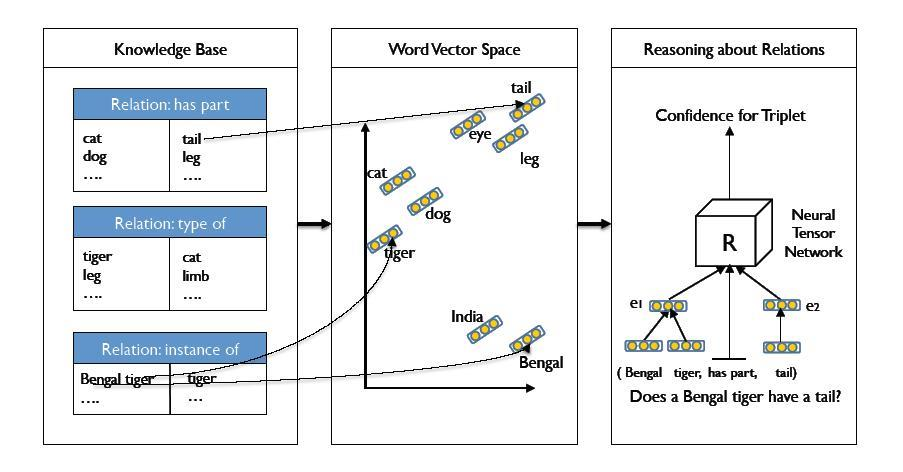 Knowledge Base
Relation: has part
cat tail
dog leg
.... ....
Relation: type of
tiger cat
leg limb
.... ....
Relation: instance of
Bengal tiger tiger
.... ...
Word Vector Space
tail
eye
leg
cat
dog
tiger
India
Bengal
Reasoning about Relations
Confidence for Triplet
R
Neural
Tensor
Network
e1 e2
( Bengal tiger, has part, tail)
Does a Bengal tiger have a tail?